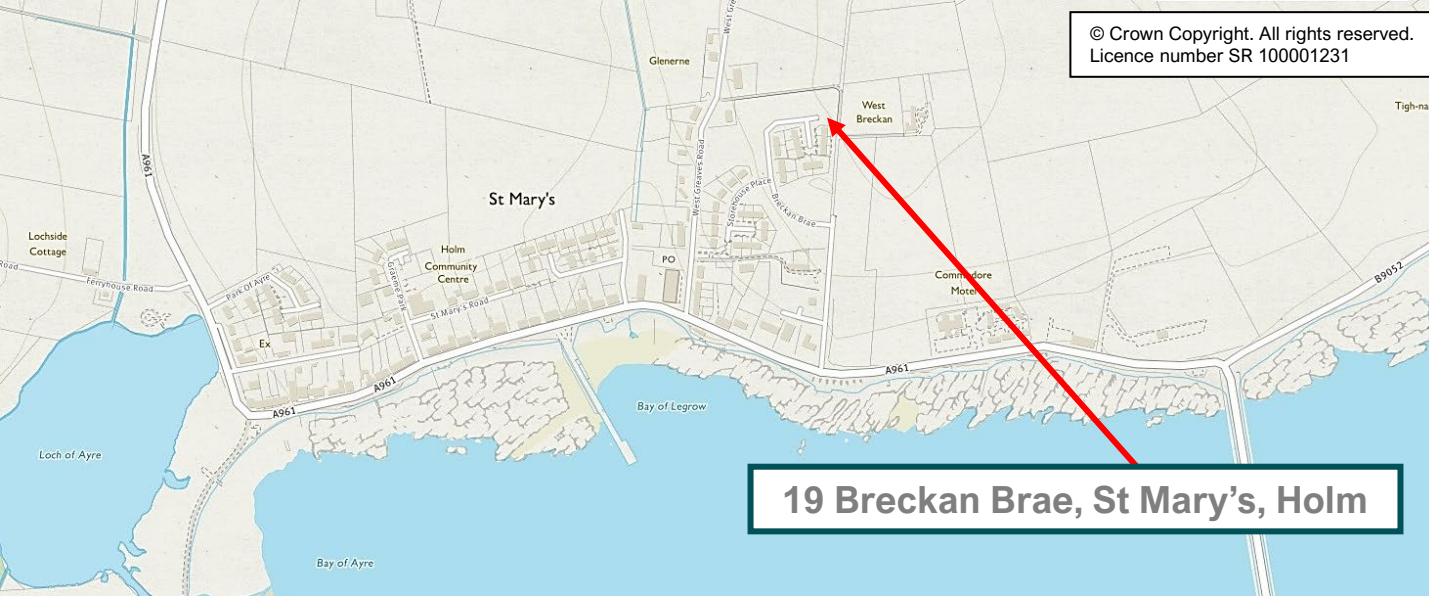 © Crown Copyright. All rights reserved.
Licence number SR 100001231
West Gre
Glenerne
West
Breckan
Tigh-na
A961
West Greaves Road
St Mary's
Storehouse Place
Breckan Brae
Lochside
Cottage
Road
Ferryhouse Road
Holm
Community
Centre
PO
Park Of Ayre
Graeme Park
St Mary's Road
Commodore
Motel
B9052
Ex
A961
A961
A961
Bay of Legrow
Loch of Ayre
19 Breckan Brae, St Mary’s, Holm
Bay of Ayre